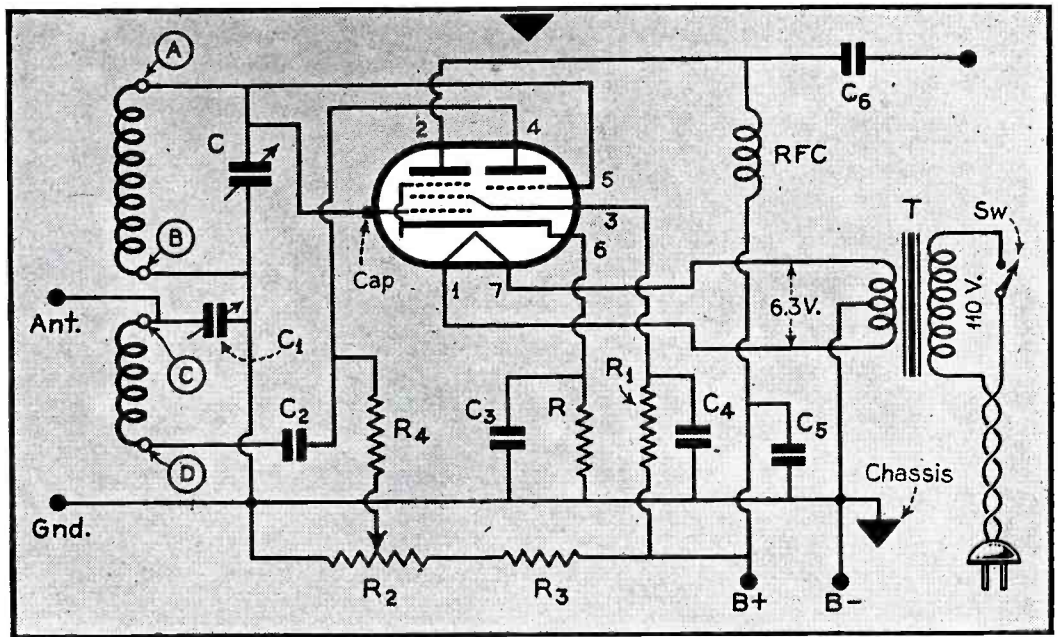 A
C₆
2
4
C
RFC
5
3
T
Sw
6
B
Cap
1
7
6.3V.
110 V.
Ant.
C₁
R₁
C
C₂
R₄
C₃
R
C₄
C₅
D
Chassis
Gnd.
R₂
R₃
B+
B-